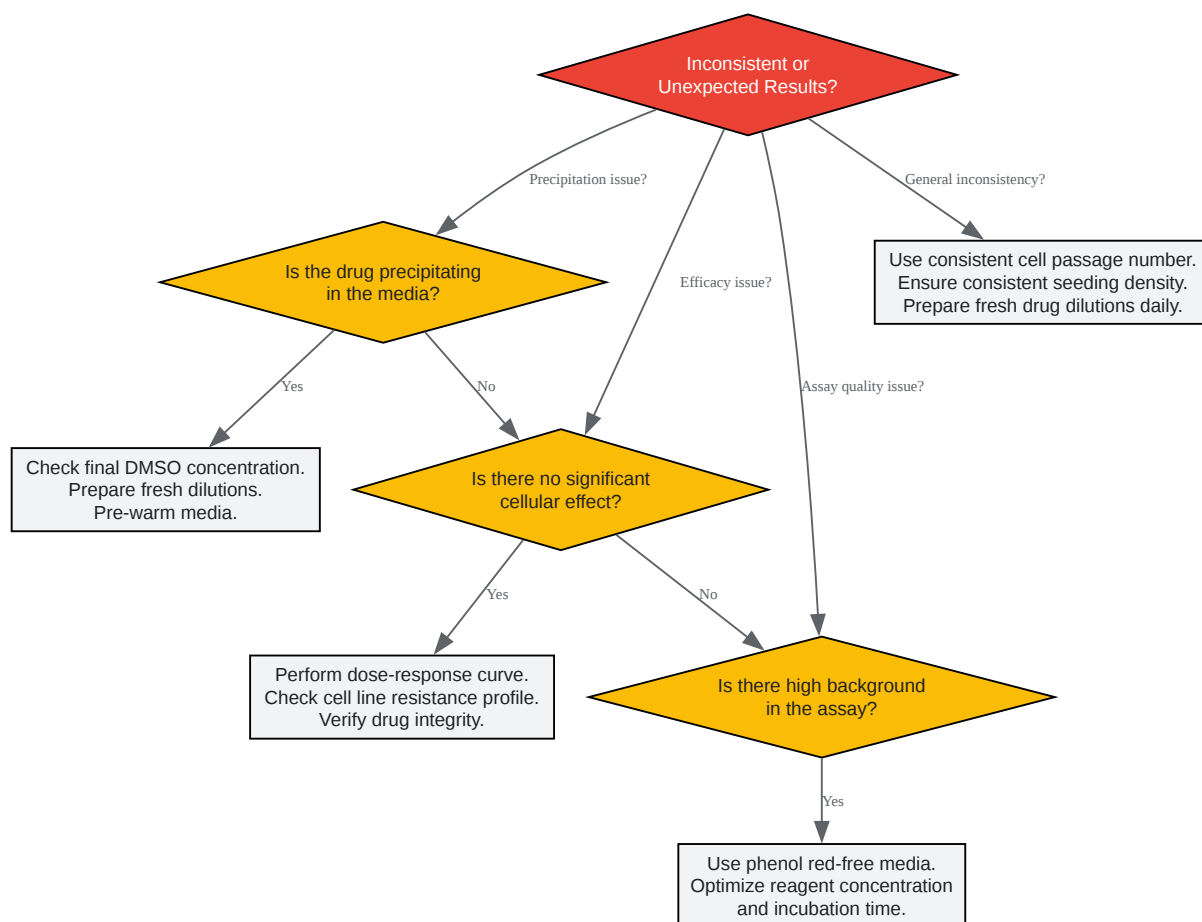 Inconsistent or
Unexpected Results?
Precipitation issue?
General inconsistency?
Is the drug precipitating
in the media?
Efficacy issue?
Use consistent cell passage number.
Ensure consistent seeding density.
Prepare fresh drug dilutions daily.
Yes
No
Assay quality issue?
Check final DMSO concentration.
Prepare fresh dilutions.
Pre-warm media.
Is there no significant
cellular effect?
Yes
No
Perform dose-response curve.
Check cell line resistance profile.
Verify drug integrity.
Is there high background
in the assay?
Yes
Use phenol red-free media.
Optimize reagent concentration
and incubation time.